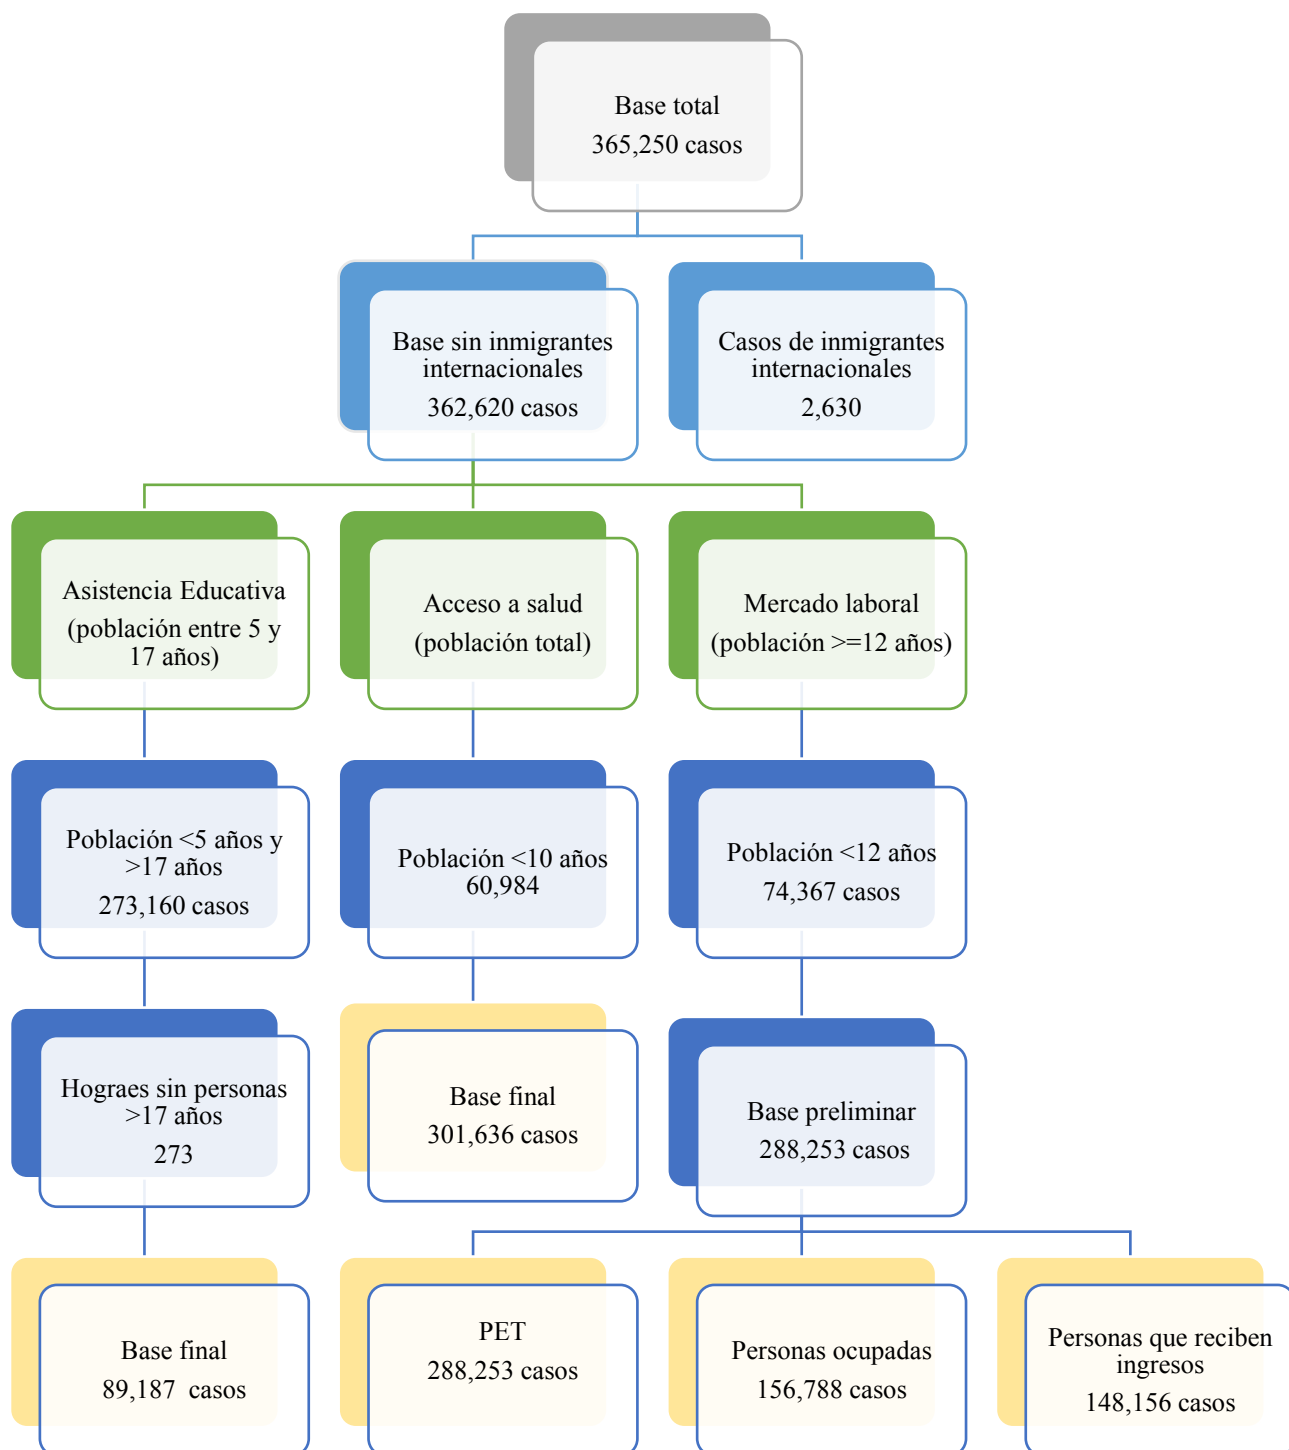 Base total
365,250 casos
Base sin inmigrantes
internacionales
362,620 casos
Casos de inmigrantes
internacionales
2,630
Asistencia Educativa
(población entre 5 y
17 años)
Acceso a salud
(población total)
Mercado laboral
(población >=12 años)
Población <5 años y
>17 años
273,160 casos
Población <10 años
60,984
Población <12 años
74,367 casos
Hograes sin personas
>17 años
273
Base final
301,636 casos
Base preliminar
288,253 casos
Base final
89,187 casos
PET
288,253 casos
Personas ocupadas
156,788 casos
Personas que reciben
ingresos
148,156 casos